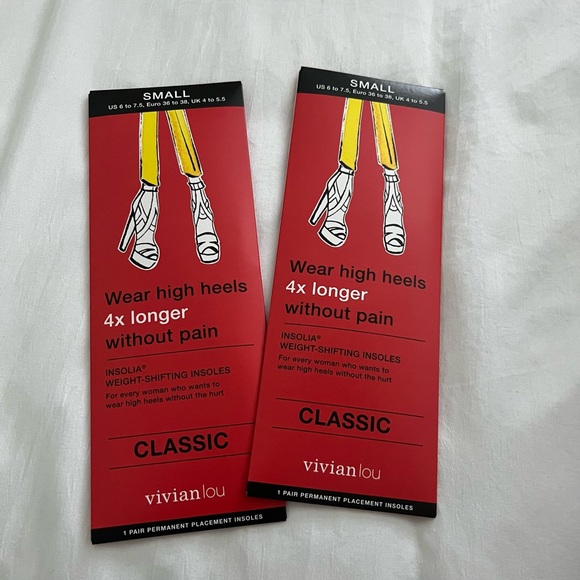 SMALL
US 6 to 7.5, Euro 36 to 38, UK 4 to 5.5
Wear high heels
4x longer
without pain
INSOLIA®
WEIGHT-SHIFTING INSOLES
For every woman who wants to
wear high heels without the hurt
CLASSIC
vivian lou
1 PAIR PERMANENT PLACEMENT INSOLES
SMALL
US 6 to 7.5, Euro 36 to 38, UK 4 to 5.5
Wear high heels
4x longer
without pain
INSOLIA®
WEIGHT-SHIFTING INSOLES
For every woman who wants to
wear high heels without the hurt
CLASSIC
vivian lou
1 PAIR PERMANENT PLACEMENT INSOLES